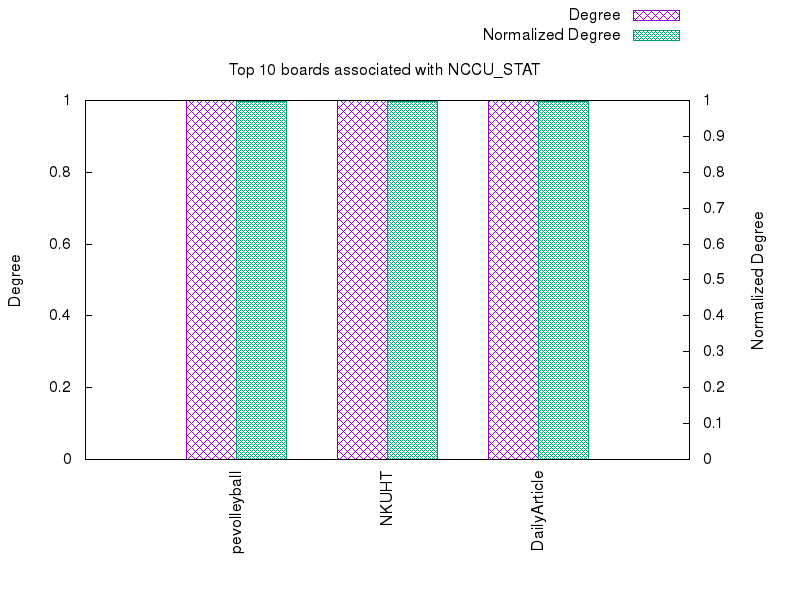 Degree
Normalized Degree
Top 10 boards associated with NCCU_STAT
1
0.8
0.6
0.4
0.2
0
1
0.9
0.8
0.7
0.6
0.5
0.4
0.3
0.2
0.1
0
Degree
Normalized Degree
pevolleyball
NKUHT
DailyArticle